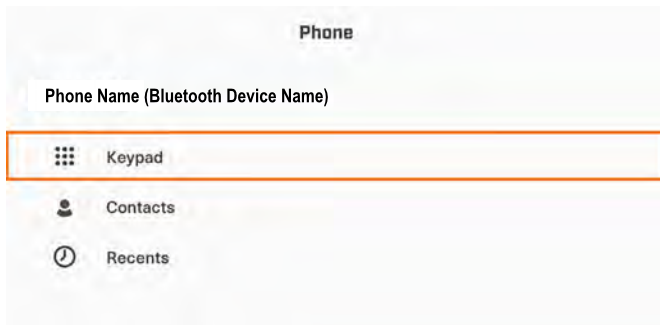 Phone
Phone Name (Bluetooth Device Name)
Keypad
Contacts
Recents